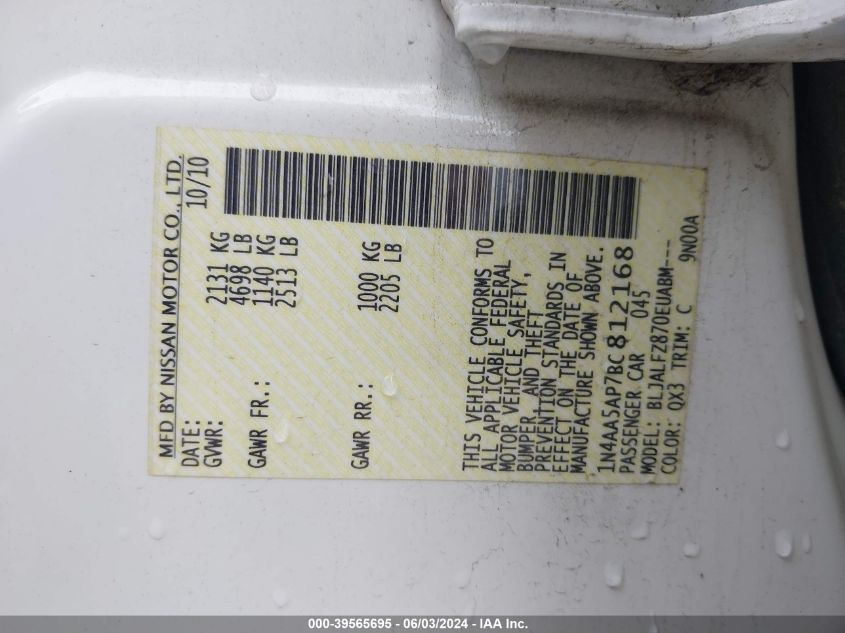 MFD BY NISSAN MOTOR CO., LTD.
DATE: 10/10
GVWR: 2131 KG
4698 LB
GAWR FR.: 1140 KG
2513 LB
GAWR RR.: 1000 KG
2205 LB
THIS VEHICLE CONFORMS TO
ALL APPLICABLE FEDERAL
MOTOR VEHICLE SAFETY,
BUMPER, AND THEFT
PREVENTION STANDARDS IN
EFFECT ON THE DATE OF
MANUFACTURE SHOWN ABOVE.
1N4AA5AP7BC812168
PASSENGER CAR 045
MODEL: BLJALFZ870EUABM---
COLOR: QX3 TRIM: C 9N00A
000-39565695 - 06/03/2024 - IAA Inc.